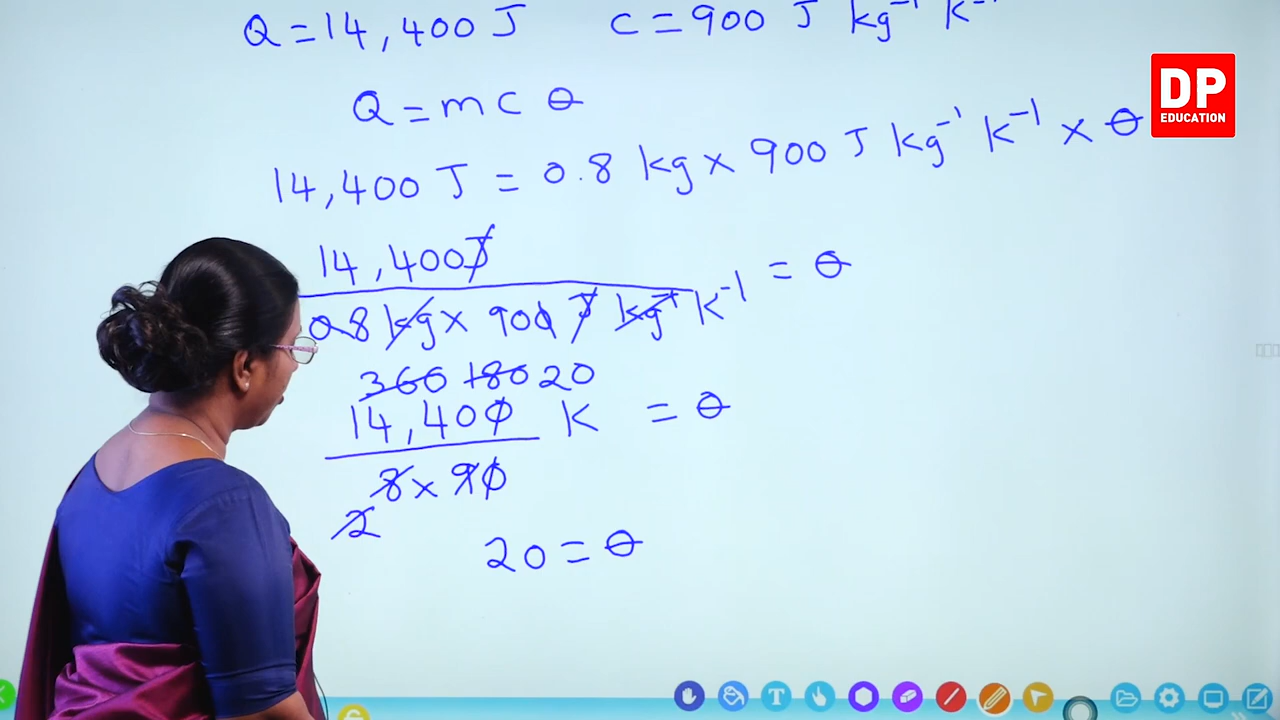 Q = 14,400 J C = 900 J kg⁻¹ K⁻¹
DP
EDUCATION
Q = m c θ
14,400 J = 0.8 kg × 900 J kg⁻¹ K⁻¹ × θ
14,400 J
= θ
0.8 kg × 900 J kg⁻¹ K⁻¹
360 180 20
14,400 K = θ
8 × 90
2
20 = θ